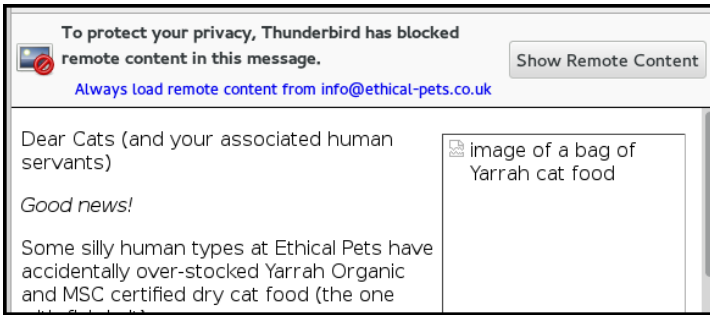 To protect your privacy, Thunderbird has blocked
remote content in this message.
Show Remote Content
Always load remote content from info@ethical-pets.co.uk
Dear Cats (and your associated human
servants)
Good news!
Some silly human types at Ethical Pets have
accidentally over-stocked Yarrah Organic
and MSC certified dry cat food (the one
image of a bag of
Yarrah cat food